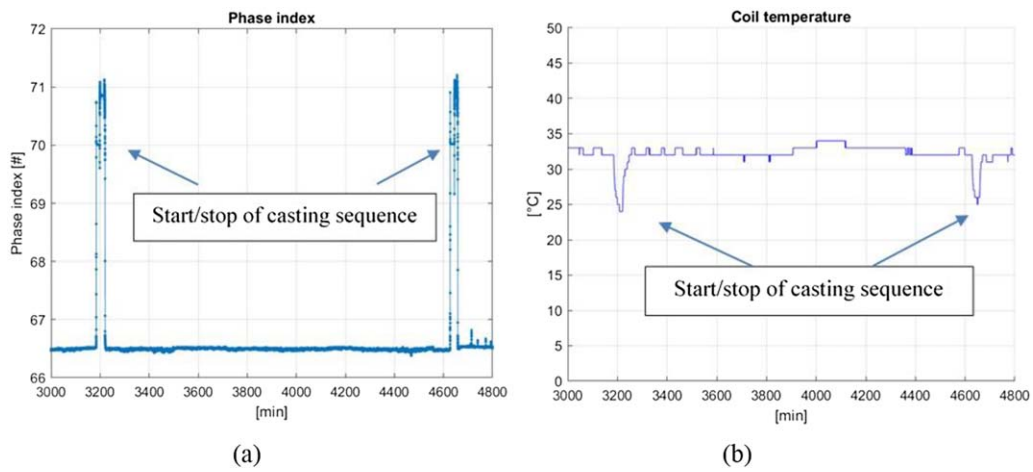 Phase index
72
71
70
69
68
67
66
Phase index [#]
Start/stop of casting sequence
3000 3200 3400 3600 3800 4000 4200 4400 4600 4800
[min]
(a)
Coil temperature
50
45
40
35
30
25
20
15
10
5
0
[°C]
Start/stop of casting sequence
3000 3200 3400 3600 3800 4000 4200 4400 4600 4800
[min]
(b)